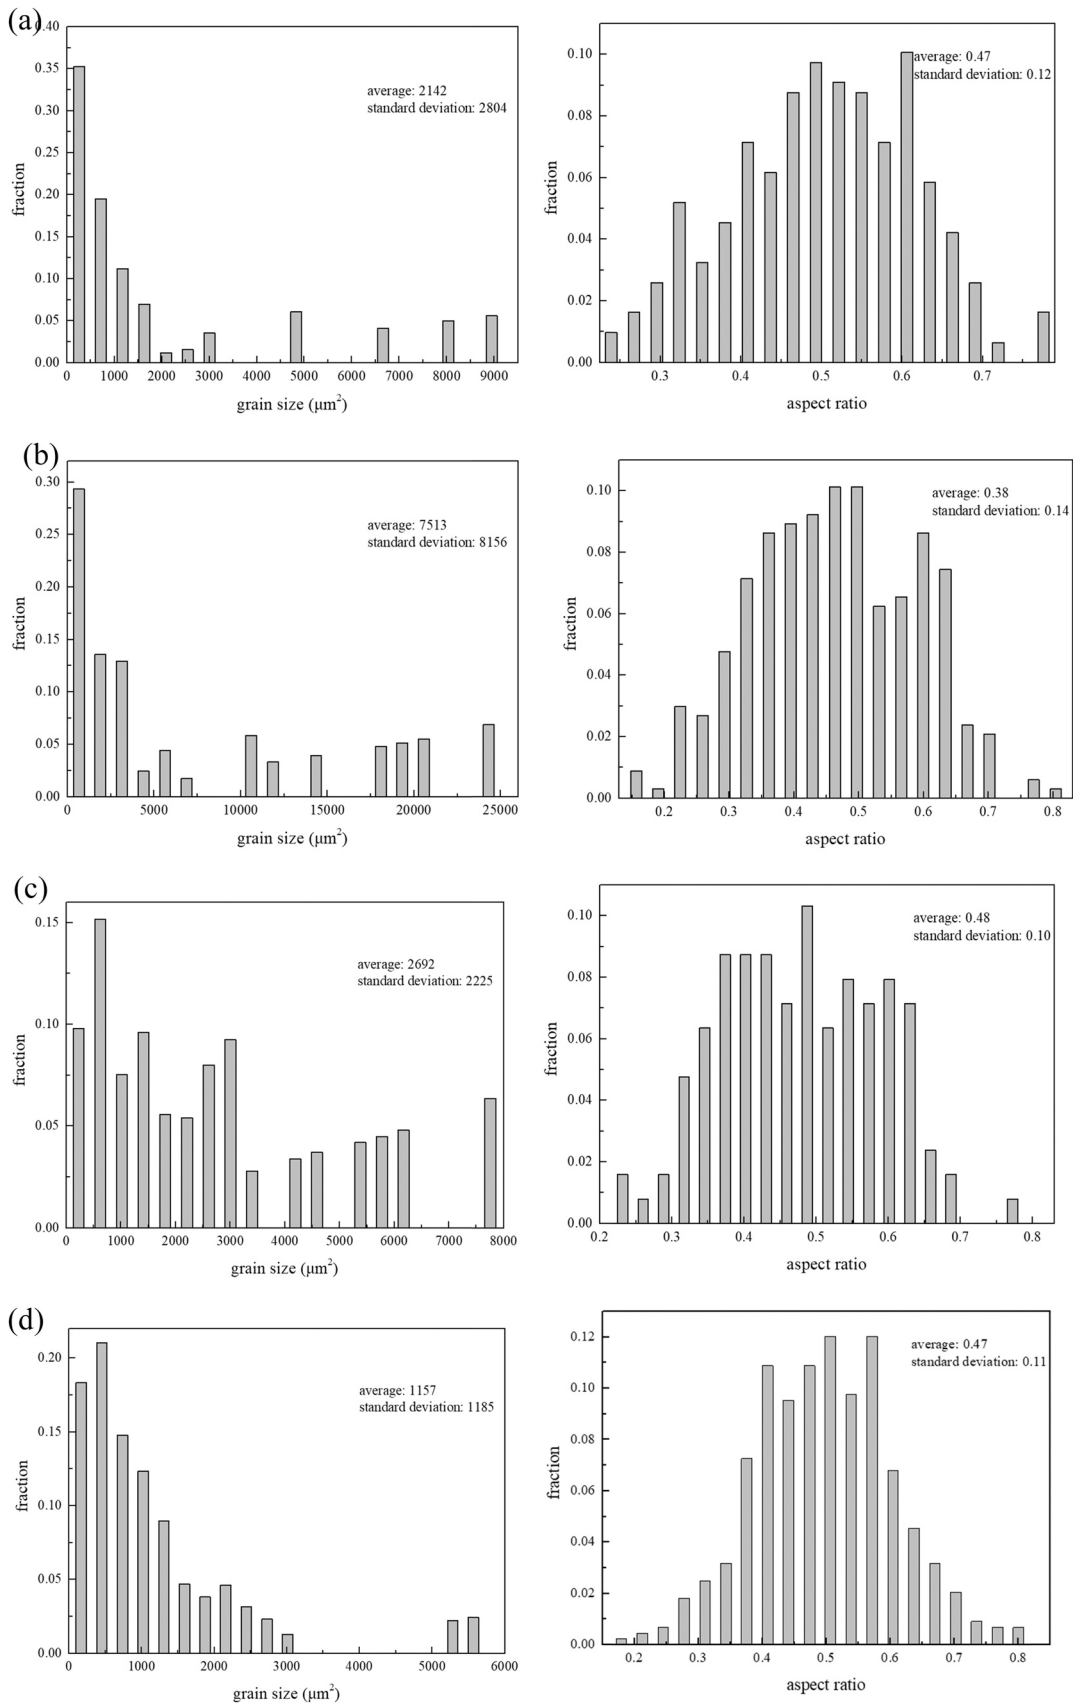 (a)
0.40
0.35
0.30
0.25
0.20
0.15
0.10
0.05
0.00
fraction
average: 2142
standard deviation: 2804
0 1000 2000 3000 4000 5000 6000 7000 8000 9000
grain size (μm²)
0.10
0.08
0.06
0.04
0.02
0.00
fraction
average: 0.47
standard deviation: 0.12
0.3 0.4 0.5 0.6 0.7
aspect ratio
(b)
0.30
0.25
0.20
0.15
0.10
0.05
0.00
fraction
average: 7513
standard deviation: 8156
0 5000 10000 15000 20000 25000
grain size (μm²)
0.10
0.08
0.06
0.04
0.02
0.00
fraction
average: 0.38
standard deviation: 0.14
0.2 0.3 0.4 0.5 0.6 0.7 0.8
aspect ratio
(c)
0.15
0.10
0.05
0.00
fraction
average: 2692
standard deviation: 2225
0 1000 2000 3000 4000 5000 6000 7000 8000
grain size (μm²)
0.10
0.08
0.06
0.04
0.02
0.00
fraction
average: 0.48
standard deviation: 0.10
0.2 0.3 0.4 0.5 0.6 0.7 0.8
aspect ratio
(d)
0.20
0.15
0.10
0.05
0.00
fraction
average: 1157
standard deviation: 1185
0 1000 2000 3000 4000 5000 6000
grain size (μm²)
0.12
0.10
0.08
0.06
0.04
0.02
0.00
fraction
average: 0.47
standard deviation: 0.11
0.2 0.3 0.4 0.5 0.6 0.7 0.8
aspect ratio